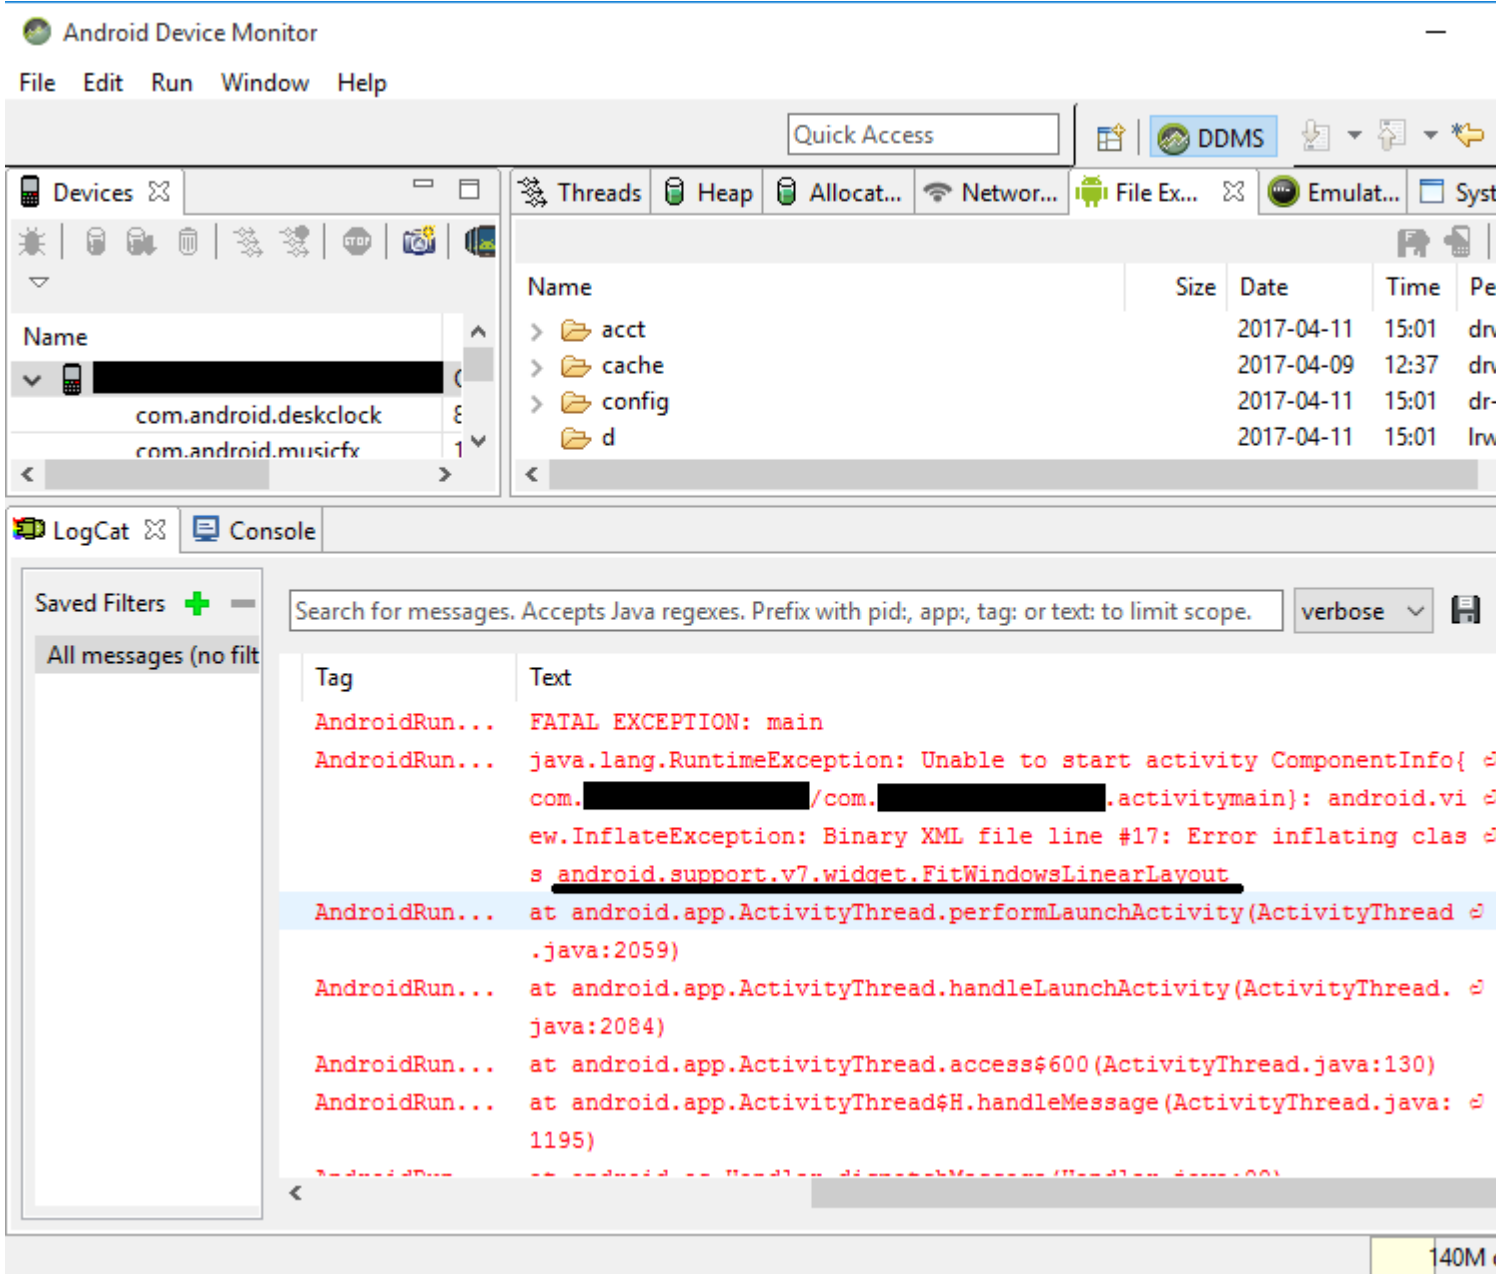 Android Device Monitor
File Edit Run Window Help
Quick Access
DDMS
Devices
Threads
Heap
Allocat...
Networ...
File Ex...
Emulat...
Syst
Name
Size
Date
Time
Pe
Name
acct 2017-04-11 15:01
cache 2017-04-09 12:37
config 2017-04-11 15:01 dr-
d 2017-04-11 15:01 lrw
com.android.deskclock
com.android.musicfx
LogCat
Console
Saved Filters
All messages (no filt
Search for messages. Accepts Java regexes. Prefix with pid:, app:, tag: or text: to limit scope.
verbose
Tag Text
AndroidRun... FATAL EXCEPTION: main
AndroidRun... java.lang.RuntimeException: Unable to start activity ComponentInfo{
com. /com. .activitymain}: android.vi
ew.InflateException: Binary XML file line #17: Error inflating clas
s android.support.v7.widget.FitWindowsLinearLayout
AndroidRun... at android.app.ActivityThread.performLaunchActivity(ActivityThread
.java:2059)
AndroidRun... at android.app.ActivityThread.handleLaunchActivity(ActivityThread.
java:2084)
AndroidRun... at android.app.ActivityThread.access$600(ActivityThread.java:130)
AndroidRun... at android.app.ActivityThread$H.handleMessage(ActivityThread.java:
1195)
140M